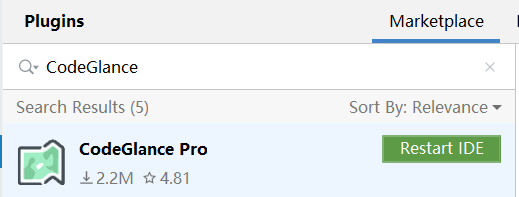 Plugins Marketplace
CodeGlance
Search Results (5) Sort By: Relevance
CodeGlance Pro Restart IDE
2.2M 4.81